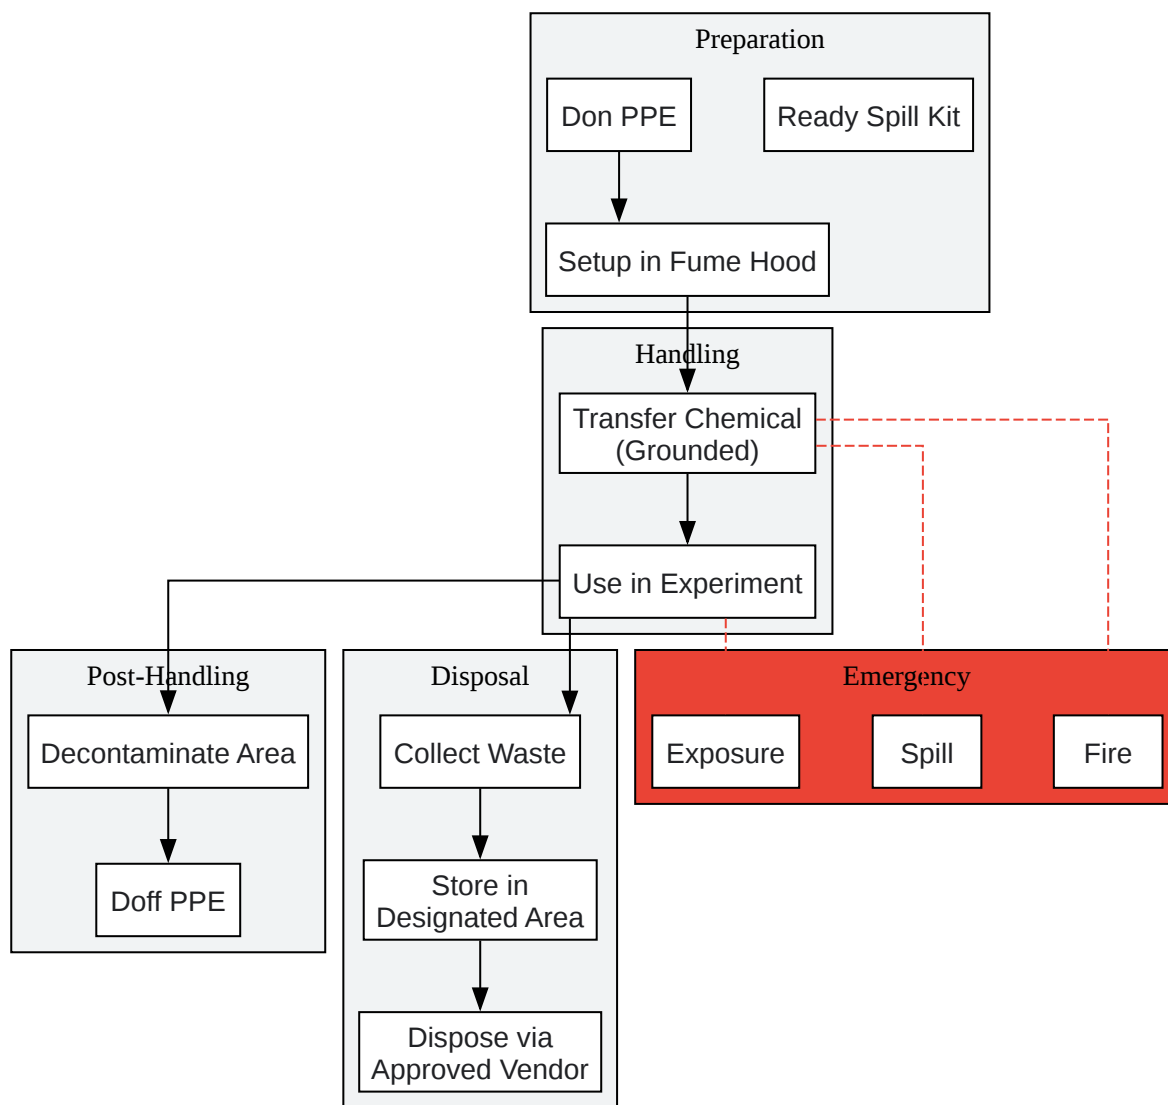 Preparation
Don PPE
Ready Spill Kit
Setup in Fume Hood
Handling
Transfer Chemical
(Grounded)
Use in Experiment
Post-Handling
Decontaminate Area
Doff PPE
Disposal
Collect Waste
Store in
Designated Area
Dispose via
Approved Vendor
Emergency
Exposure
Spill
Fire